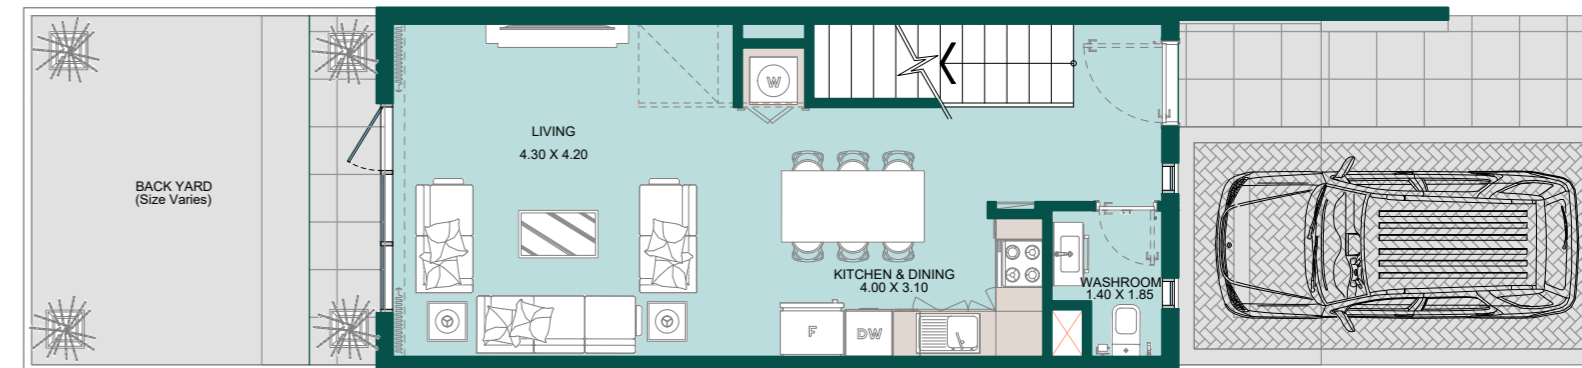 BACK YARD
(Size Varies)
LIVING
4.30 X 4.20
W
KITCHEN & DINING
4.00 X 3.10
F
DW
WASHROOM
1.40 X 1.85